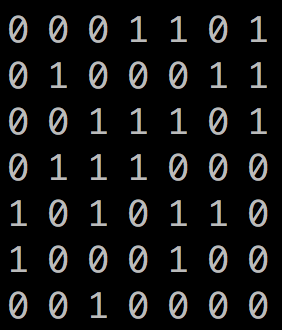 0 0 0 1 1 0 1
0 1 0 0 0 1 1
0 0 1 1 1 0 1
0 1 1 1 0 0 0
1 0 1 0 1 1 0
1 0 0 0 1 0 0
0 0 1 0 0 0 0